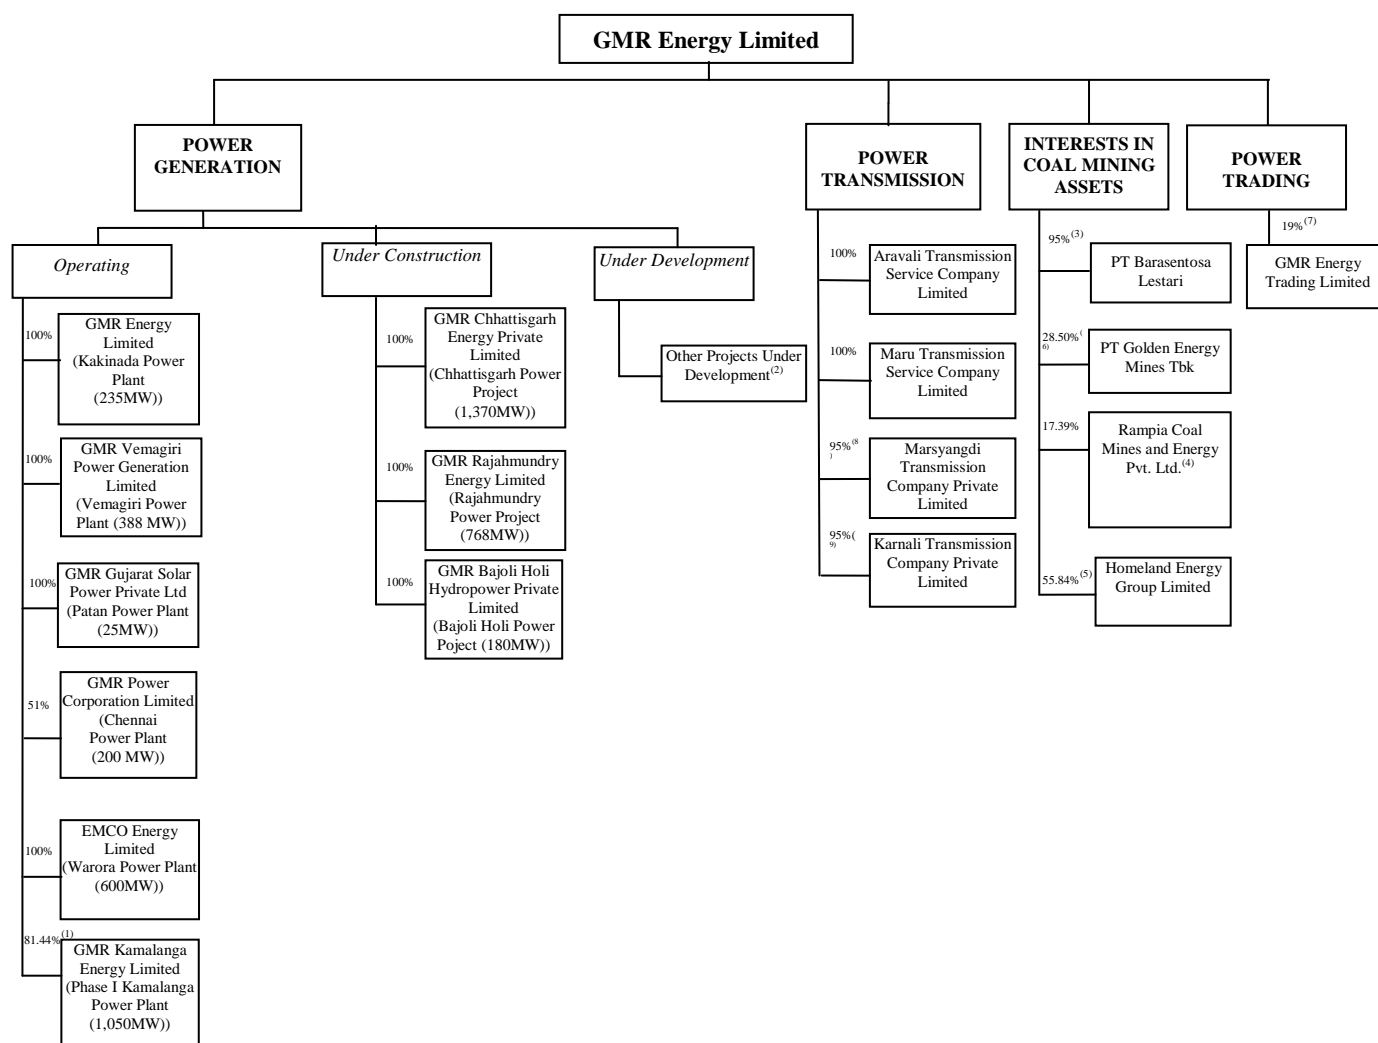 GMR Energy Limited
POWER
GENERATION
POWER
TRANSMISSION
INTERESTS IN
COAL MINING
ASSETS
POWER
TRADING
Operating
Under Construction
Under Development
100%
GMR Energy
Limited
(Kakinada Power
Plant
(235MW))
100%
GMR Vemagiri
Power Generation
Limited
(Vemagiri Power
Plant (388 MW))
100%
GMR Gujarat Solar
Power Private Ltd
(Patan Power Plant
(25MW))
51%
GMR Power
Corporation Limited
(Chennai
Power Plant
(200 MW))
100%
EMCO Energy
Limited
(Warora Power Plant
(600MW))
81.44%(1)
GMR Kamalanga
Energy Limited
(Phase I Kamalanga
Power Plant
(1,050MW))
100%
GMR Chhattisgarh
Energy Private
Limited
(Chhattisgarh Power
Project
(1,370MW))
100%
GMR Rajahmundry
Energy Limited
(Rajahmundry
Power Project
(768MW))
100%
GMR Bajoli Holi
Hydropower Private
Limited
(Bajoli Holi Power
Poject (180MW))
Other Projects Under
Development(2)
100%
Aravali Transmission
Service Company
Limited
100%
Maru Transmission
Service Company
Limited
95%(8
)
Marsyangdi
Transmission
Company Private
Limited
95%(
9)
Karnali Transmission
Company Private
Limited
95%(3)
PT Barasentosa
Lestari
28.50%(
6)
PT Golden Energy
Mines Tbk
17.39%
Rampia Coal
Mines and Energy
Pvt. Ltd.(4)
55.84%(5)
Homeland Energy
Group Limited
19%(7)
GMR Energy
Trading Limited